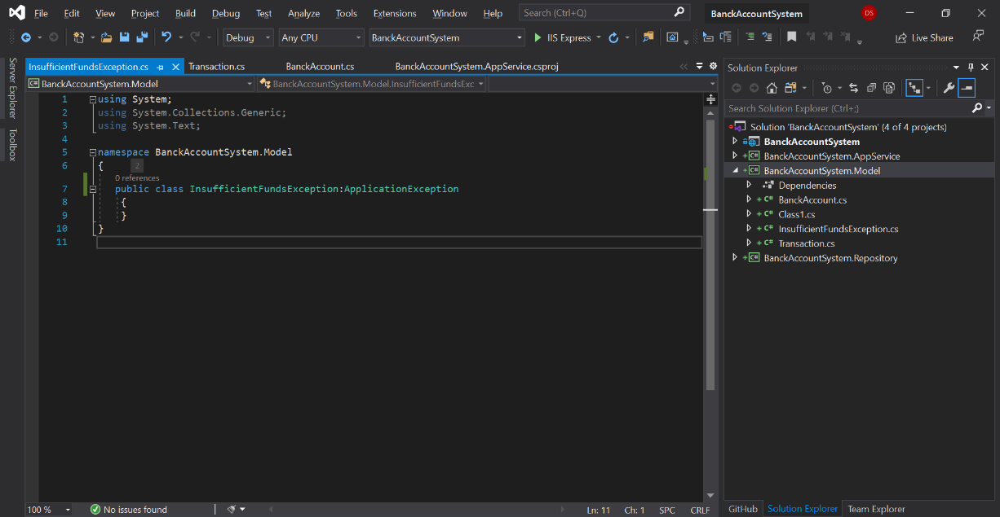 File Edit View Project Build Debug Test Analyze Tools Extensions Window Help Search (Ctrl+Q) BanckAccountSystem DS
Debug Any CPU BanckAccountSystem IIS Express Live Share
Server Explorer
Toolbox
InsufficientFundsException.cs Transaction.cs BanckAccount.cs BanckAccountSystem.AppService.csproj
BanckAccountSystem.Model BanckAccountSystem.Model.InsufficientFundsExc
1 using System;
2 using System.Collections.Generic;
3 using System.Text;
4
5 namespace BanckAccountSystem.Model
6 { 2
0 references
7 public class InsufficientFundsException:ApplicationException
8 {
9 }
10 }
11
100 % No issues found Ln: 11 Ch: 1 SPC CRLF
Solution Explorer
Search Solution Explorer (Ctrl+;)
Solution 'BanckAccountSystem' (4 of 4 projects)
BanckAccountSystem
+ C# BanckAccountSystem.AppService
+ C# BanckAccountSystem.Model
Dependencies
+ C# BanckAccount.cs
+ C# Class1.cs
+ C# InsufficientFundsException.cs
+ C# Transaction.cs
+ C# BanckAccountSystem.Repository
GitHub Solution Explorer Team Explorer